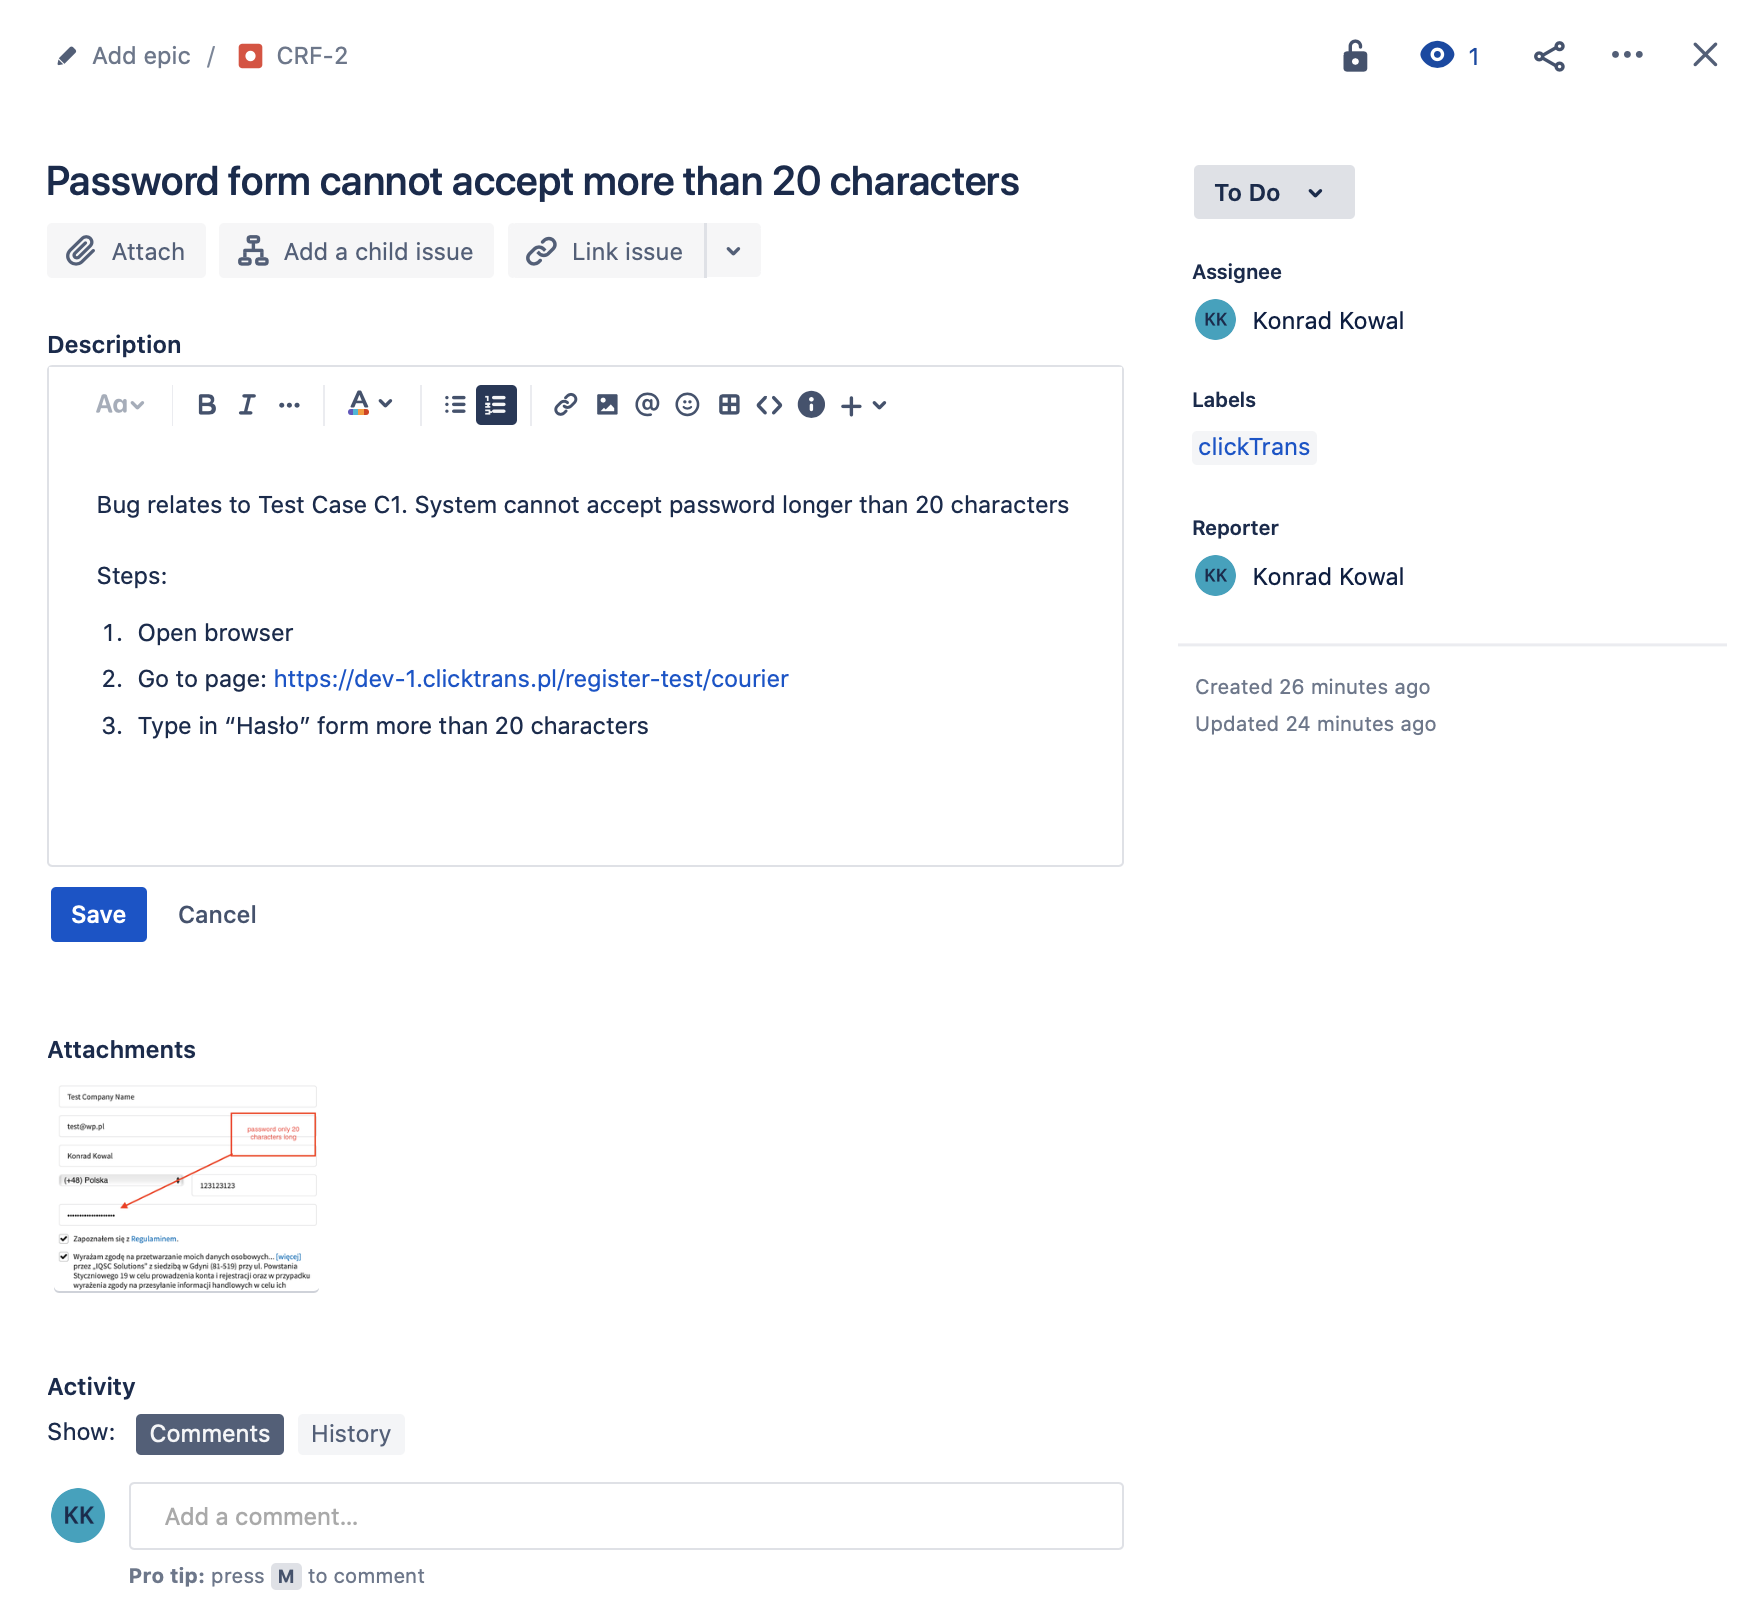 Add epic / CRF-2
1
Password form cannot accept more than 20 characters
Attach
Add a child issue
Link issue
Description
Aa
B I
A
Bug relates to Test Case C1. System cannot accept password longer than 20 characters
Steps:
1. Open browser
2. Go to page: https://dev-1.clicktrans.pl/register-test/courier
3. Type in “Hasło” form more than 20 characters
Save
Cancel
To Do
Assignee
KK Konrad Kowal
Labels
clickTrans
Reporter
KK Konrad Kowal
Created 26 minutes ago
Updated 24 minutes ago
Attachments
Test Company Name
test@wp.pl
password only 20
characters long
Konrad Kowal
(+48) Polska
123123123
Zapoznałem się z Regulaminem.
Wyrażam zgodę na przetwarzanie moich danych osobowych... [więcej]
przez „IQSC Solutions" z siedzibą w Gdyni (81-519) przy ul. Powstania
Styczniowego 19 w celu prowadzenia konta i rejestracji oraz w przypadku
wyrażenia zgody na przesyłanie informacji handlowych w celu ich
Activity
Show: Comments History
KK
Add a comment...
Pro tip: press M to comment